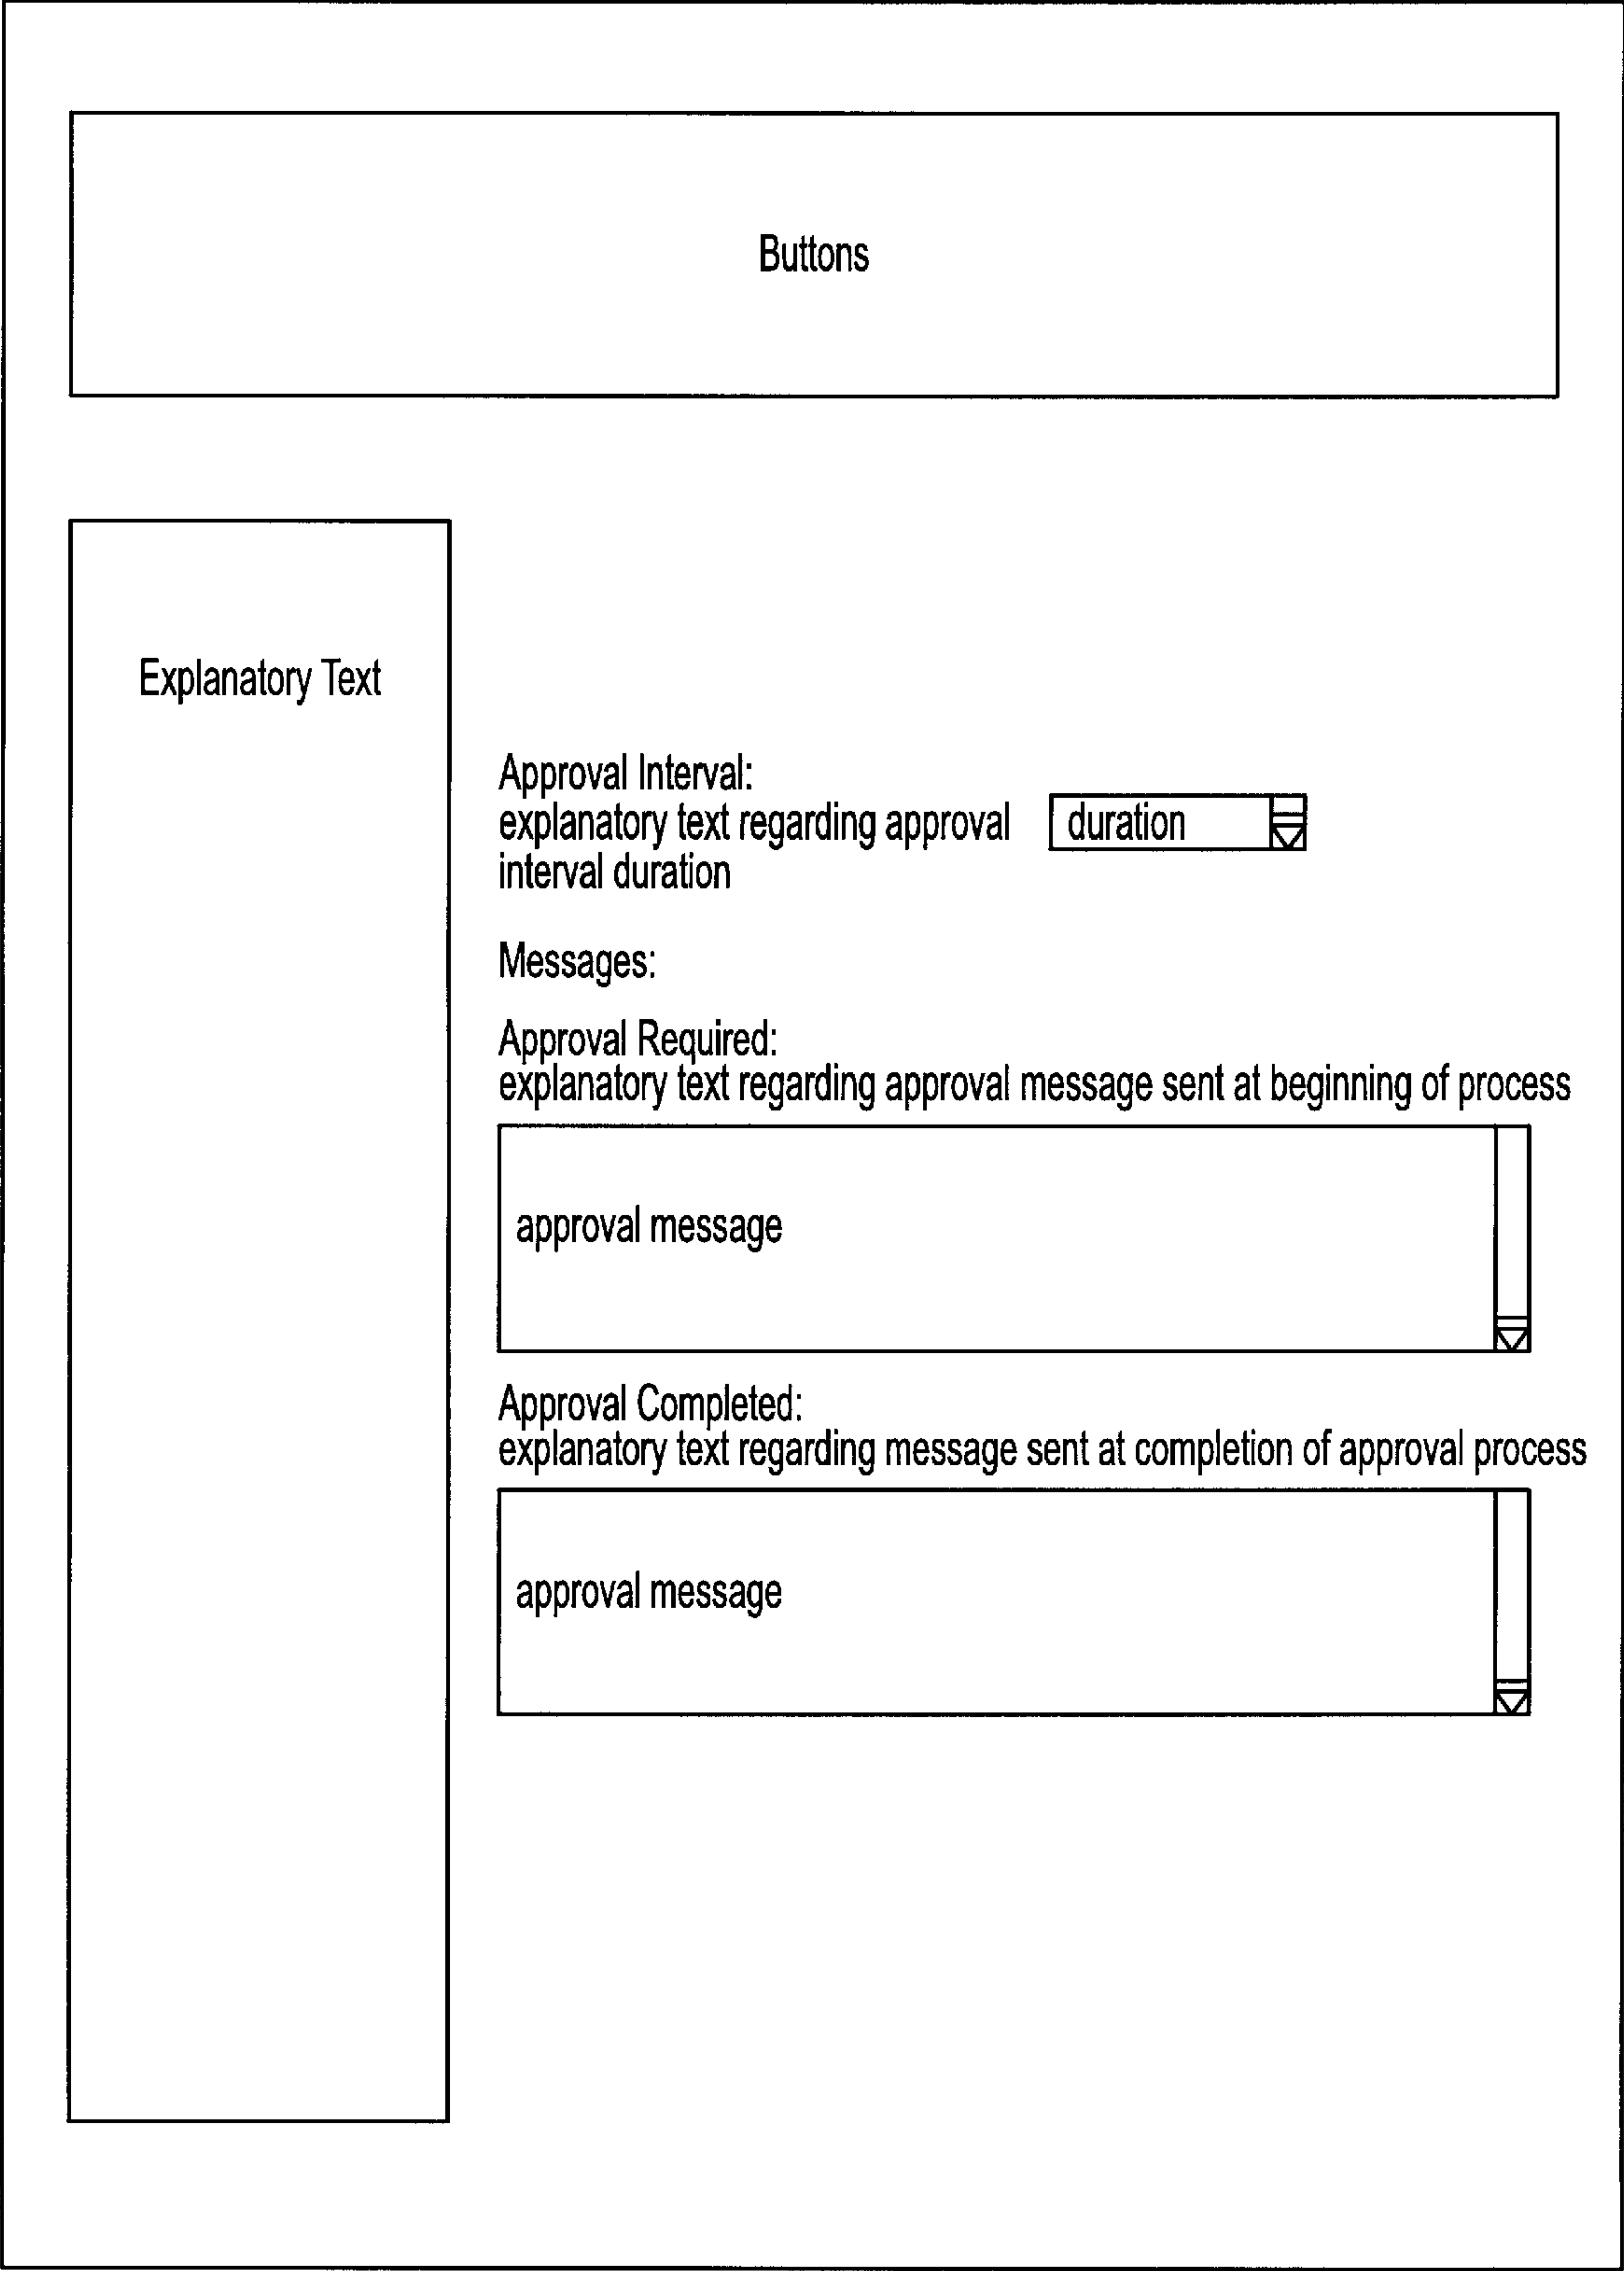 Buttons
Explanatory Text
Approval Interval:
explanatory text regarding approval
interval duration
duration
Messages:
Approval Required:
explanatory text regarding approval message sent at beginning of process
approval message
Approval Completed:
explanatory text regarding message sent at completion of approval process
approval message